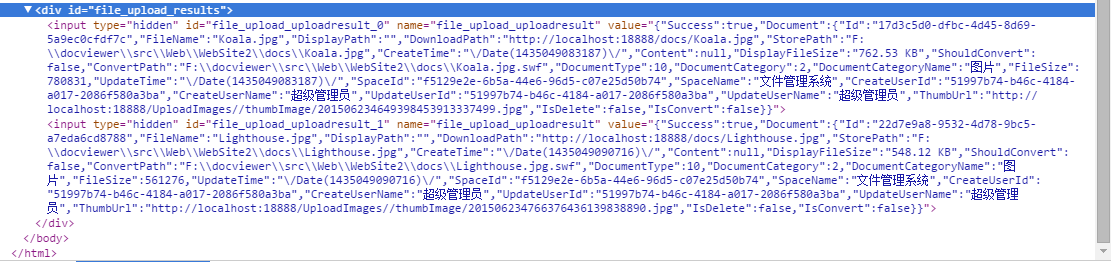 ▼<div id="file_upload_results">
<input type="hidden" id="file_upload_uploadresult_0" name="file_upload_uploadresult" value="{"Success":true,"Document":{"Id":"17d3c5d0-dfbc-4d45-8d69-
5a9ec0cfdf7c","FileName":"Koala.jpg","DisplayPath":"","DownloadPath":"http://localhost:18888/docs/Koala.jpg","StorePath":"F:
\\docviewer\\src\\Web\\WebSite2\\docs\\Koala.jpg","CreateTime":"\/Date(1435049083187)\/","Content":null,"DisplayFileSize":"762.53 KB","ShouldConvert":
false,"ConvertPath":"F:\\docviewer\\src\\Web\\WebSite2\\docs\\Koala.jpg.swf","DocumentType":10,"DocumentCategory":2,"DocumentCategoryName":"图片","FileSize":
780831,"UpdateTime":"\/Date(1435049083187)\/","SpaceId":"f5129e2e-6b5a-44e6-96d5-c07e25d50b74","SpaceName":"文件管理系统","CreateUserId":"51997b74-b46c-4184-
a017-2086f580a3ba","CreateUserName":"超级管理员","UpdateUserId":"51997b74-b46c-4184-a017-2086f580a3ba","UpdateUserName":"超级管理员","ThumbUrl":"http://
localhost:18888/UploadImages//thumbImage/201506234649398453913337499.jpg","IsDelete":false,"IsConvert":false}}">
<input type="hidden" id="file_upload_uploadresult_1" name="file_upload_uploadresult" value="{"Success":true,"Document":{"Id":"22d7e9a8-9532-4d78-9bc5-
a7eda6cd8788","FileName":"Lighthouse.jpg","DisplayPath":"","DownloadPath":"http://localhost:18888/docs/Lighthouse.jpg","StorePath":"F:
\\docviewer\\src\\Web\\WebSite2\\docs\\Lighthouse.jpg","CreateTime":"\/Date(1435049090716)\/","Content":null,"DisplayFileSize":"548.12 KB","ShouldConvert":
false,"ConvertPath":"F:\\docviewer\\src\\Web\\WebSite2\\docs\\Lighthouse.jpg.swf","DocumentType":10,"DocumentCategory":2,"DocumentCategoryName":"图
片","FileSize":561276,"UpdateTime":"\/Date(1435049090716)\/","SpaceId":"f5129e2e-6b5a-44e6-96d5-c07e25d50b74","SpaceName":"文件管理系统","CreateUserId":
"51997b74-b46c-4184-a017-2086f580a3ba","CreateUserName":"超级管理员","UpdateUserId":"51997b74-b46c-4184-a017-2086f580a3ba","UpdateUserName":"超级管理
员","ThumbUrl":"http://localhost:18888/UploadImages//thumbImage/201506234766376436139838890.jpg","IsDelete":false,"IsConvert":false}}">
</div>
</body>
</html>